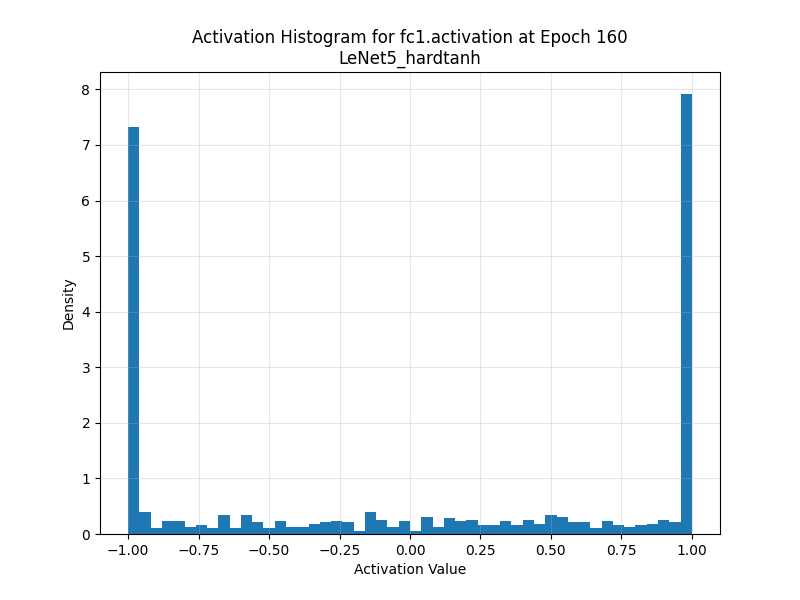 Activation Histogram for fc1.activation at Epoch 160
LeNet5_hardtanh
8
7
6
5
4
3
2
1
0
Density
−1.00 −0.75 −0.50 −0.25 0.00 0.25 0.50 0.75 1.00
Activation Value